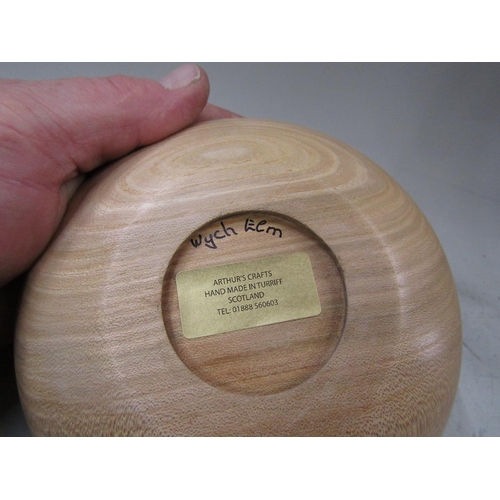 Wych Elm
ARTHUR'S CRAFTS
HAND MADE IN TURRIFF
SCOTLAND
TEL: 01888 560603